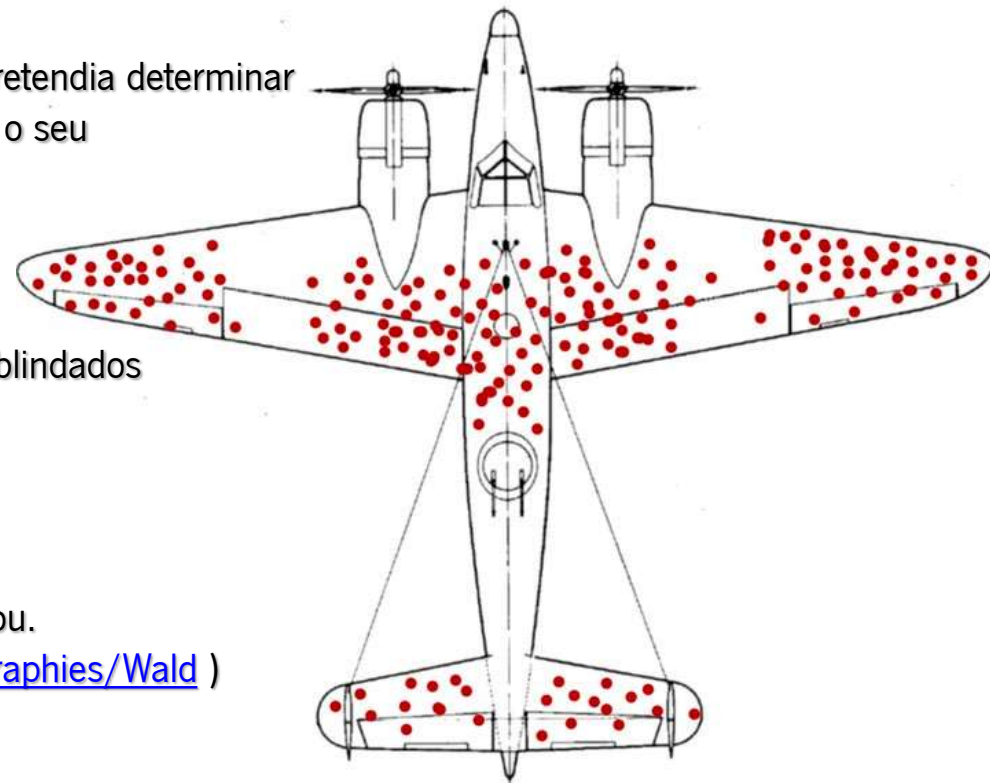 retendia determinar
o seu
blindados
ou.
raphies/Wald )